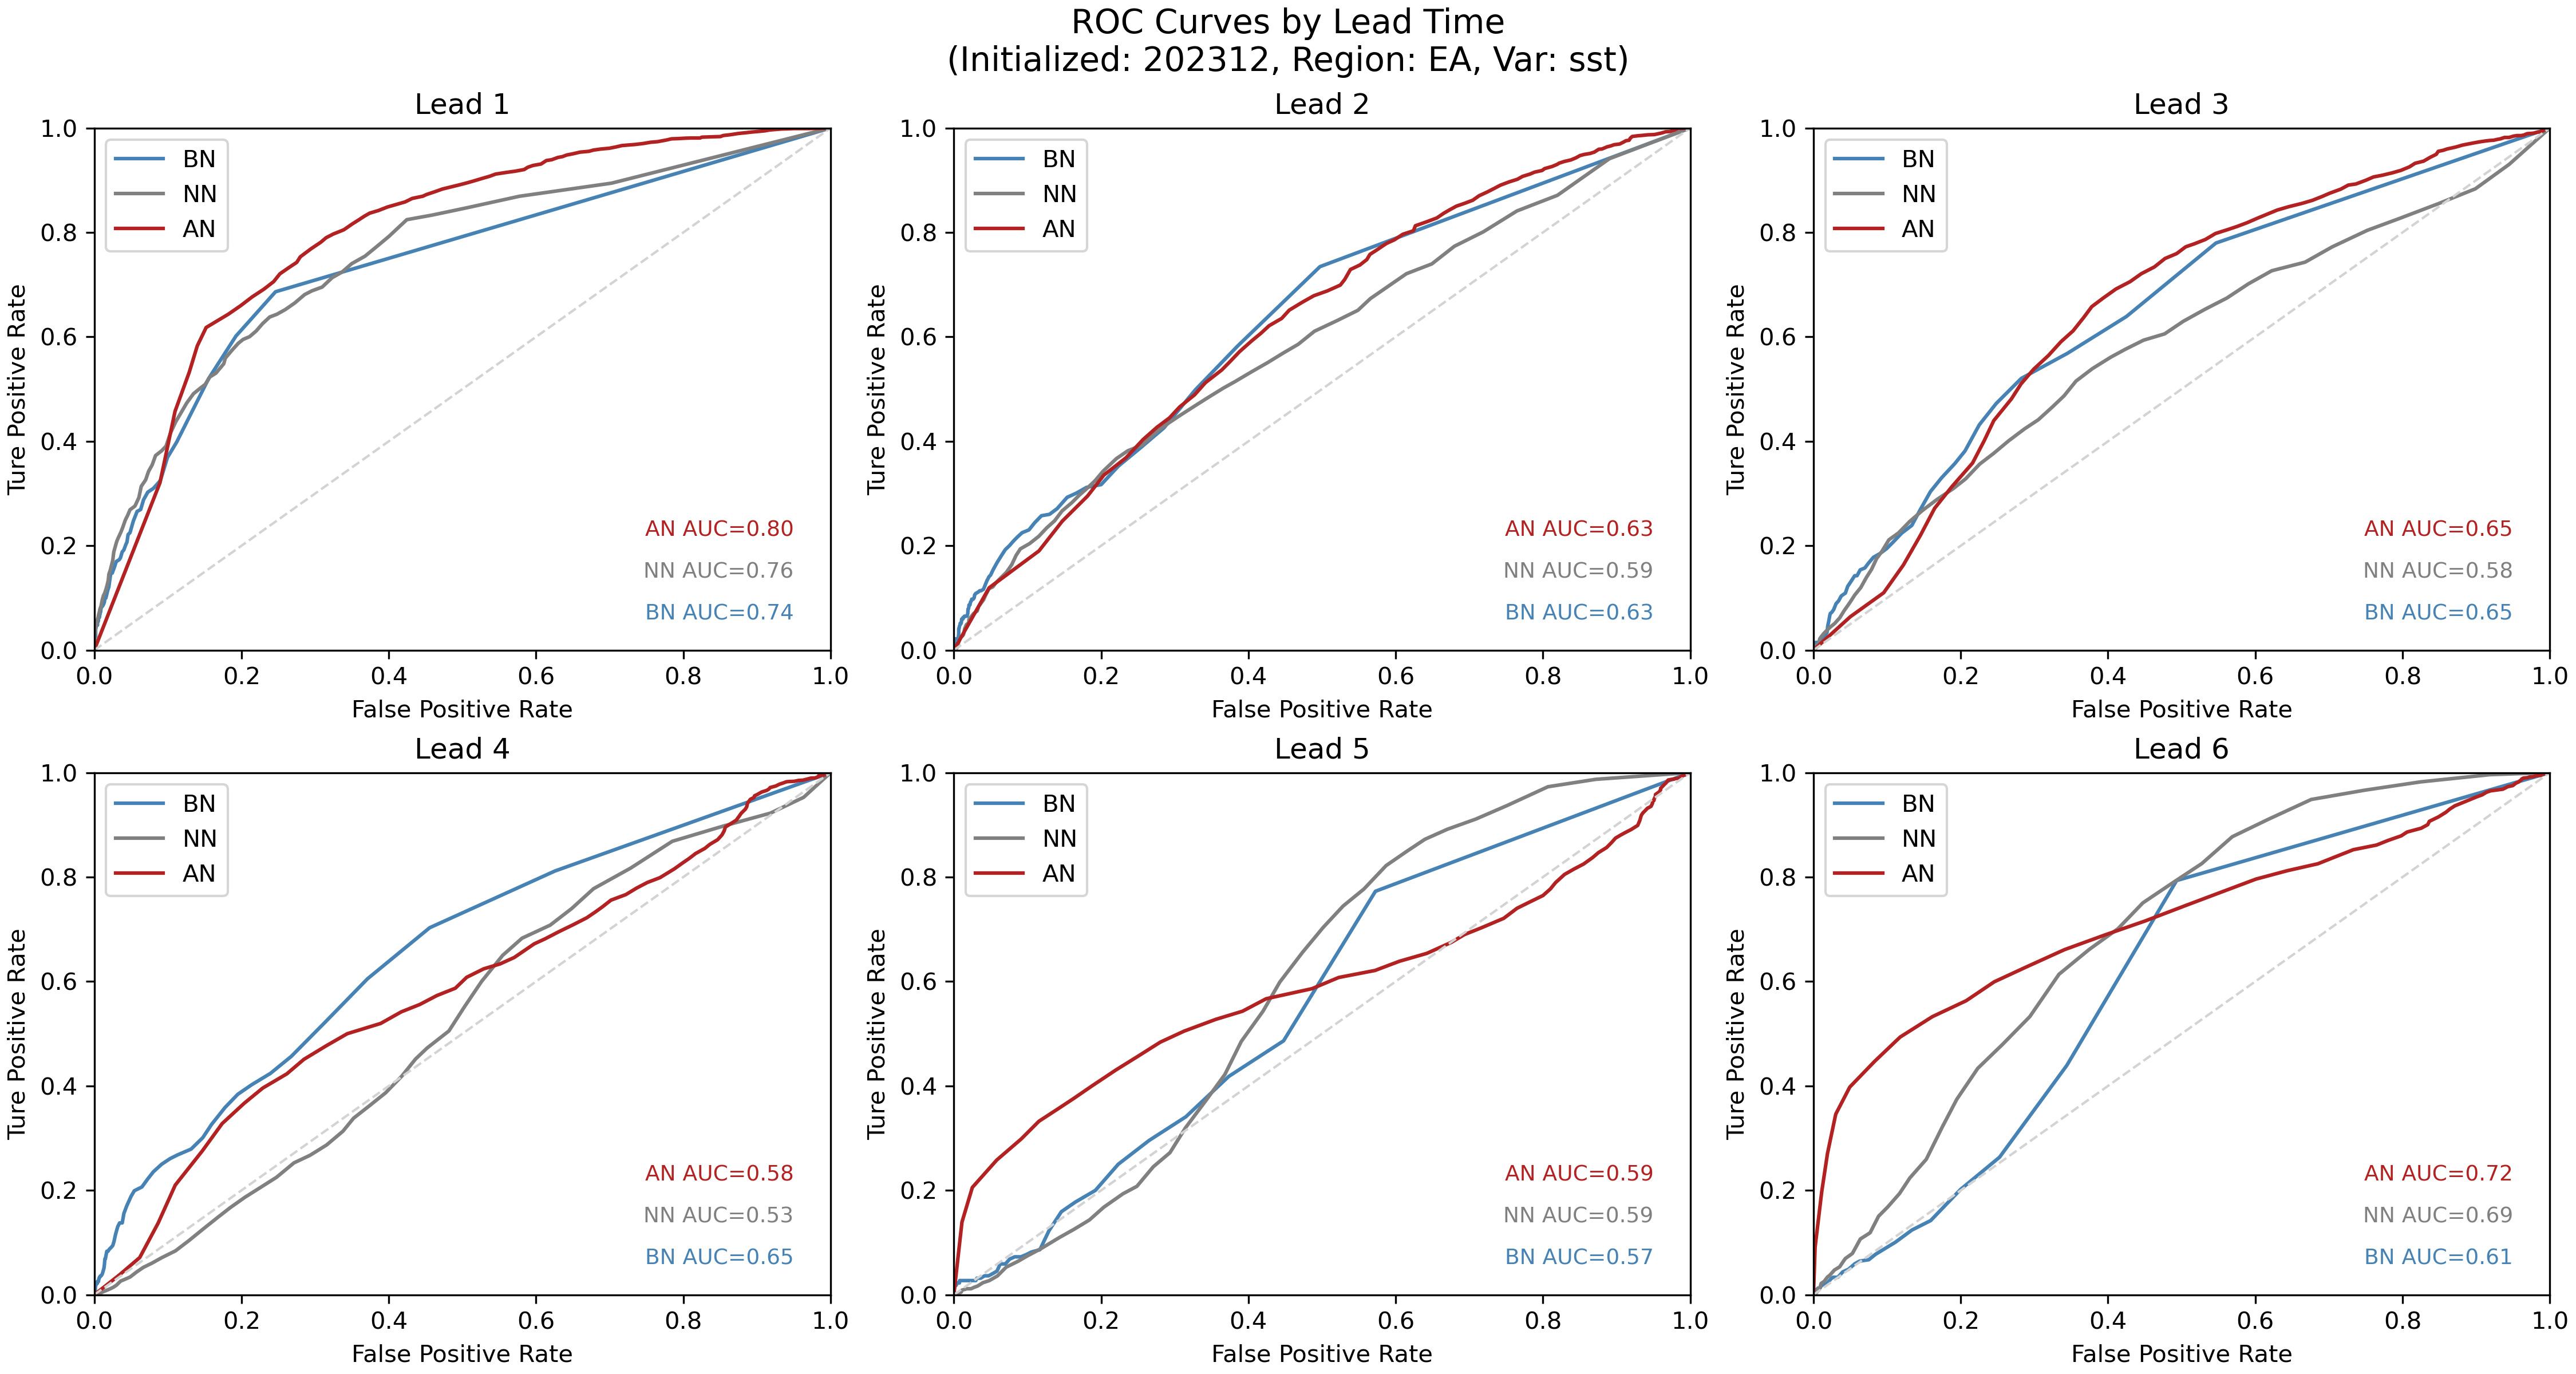 ROC Curves by Lead Time
(Initialized: 202312, Region: EA, Var: sst)
Lead 1
1.0
0.8
0.6
0.4
0.2
0.0
Ture Positive Rate
BN
NN
AN
AN AUC=0.80
NN AUC=0.76
BN AUC=0.74
0.0 0.2 0.4 0.6 0.8 1.0
False Positive Rate
Lead 2
1.0
0.8
0.6
0.4
0.2
0.0
Ture Positive Rate
BN
NN
AN
AN AUC=0.63
NN AUC=0.59
BN AUC=0.63
0.0 0.2 0.4 0.6 0.8 1.0
False Positive Rate
Lead 3
1.0
0.8
0.6
0.4
0.2
0.0
Ture Positive Rate
BN
NN
AN
AN AUC=0.65
NN AUC=0.58
BN AUC=0.65
0.0 0.2 0.4 0.6 0.8 1.0
False Positive Rate
Lead 4
1.0
0.8
0.6
0.4
0.2
0.0
Ture Positive Rate
BN
NN
AN
AN AUC=0.58
NN AUC=0.53
BN AUC=0.65
0.0 0.2 0.4 0.6 0.8 1.0
False Positive Rate
Lead 5
1.0
0.8
0.6
0.4
0.2
0.0
Ture Positive Rate
BN
NN
AN
AN AUC=0.59
NN AUC=0.59
BN AUC=0.57
0.0 0.2 0.4 0.6 0.8 1.0
False Positive Rate
Lead 6
1.0
0.8
0.6
0.4
0.2
0.0
Ture Positive Rate
BN
NN
AN
AN AUC=0.72
NN AUC=0.69
BN AUC=0.61
0.0 0.2 0.4 0.6 0.8 1.0
False Positive Rate